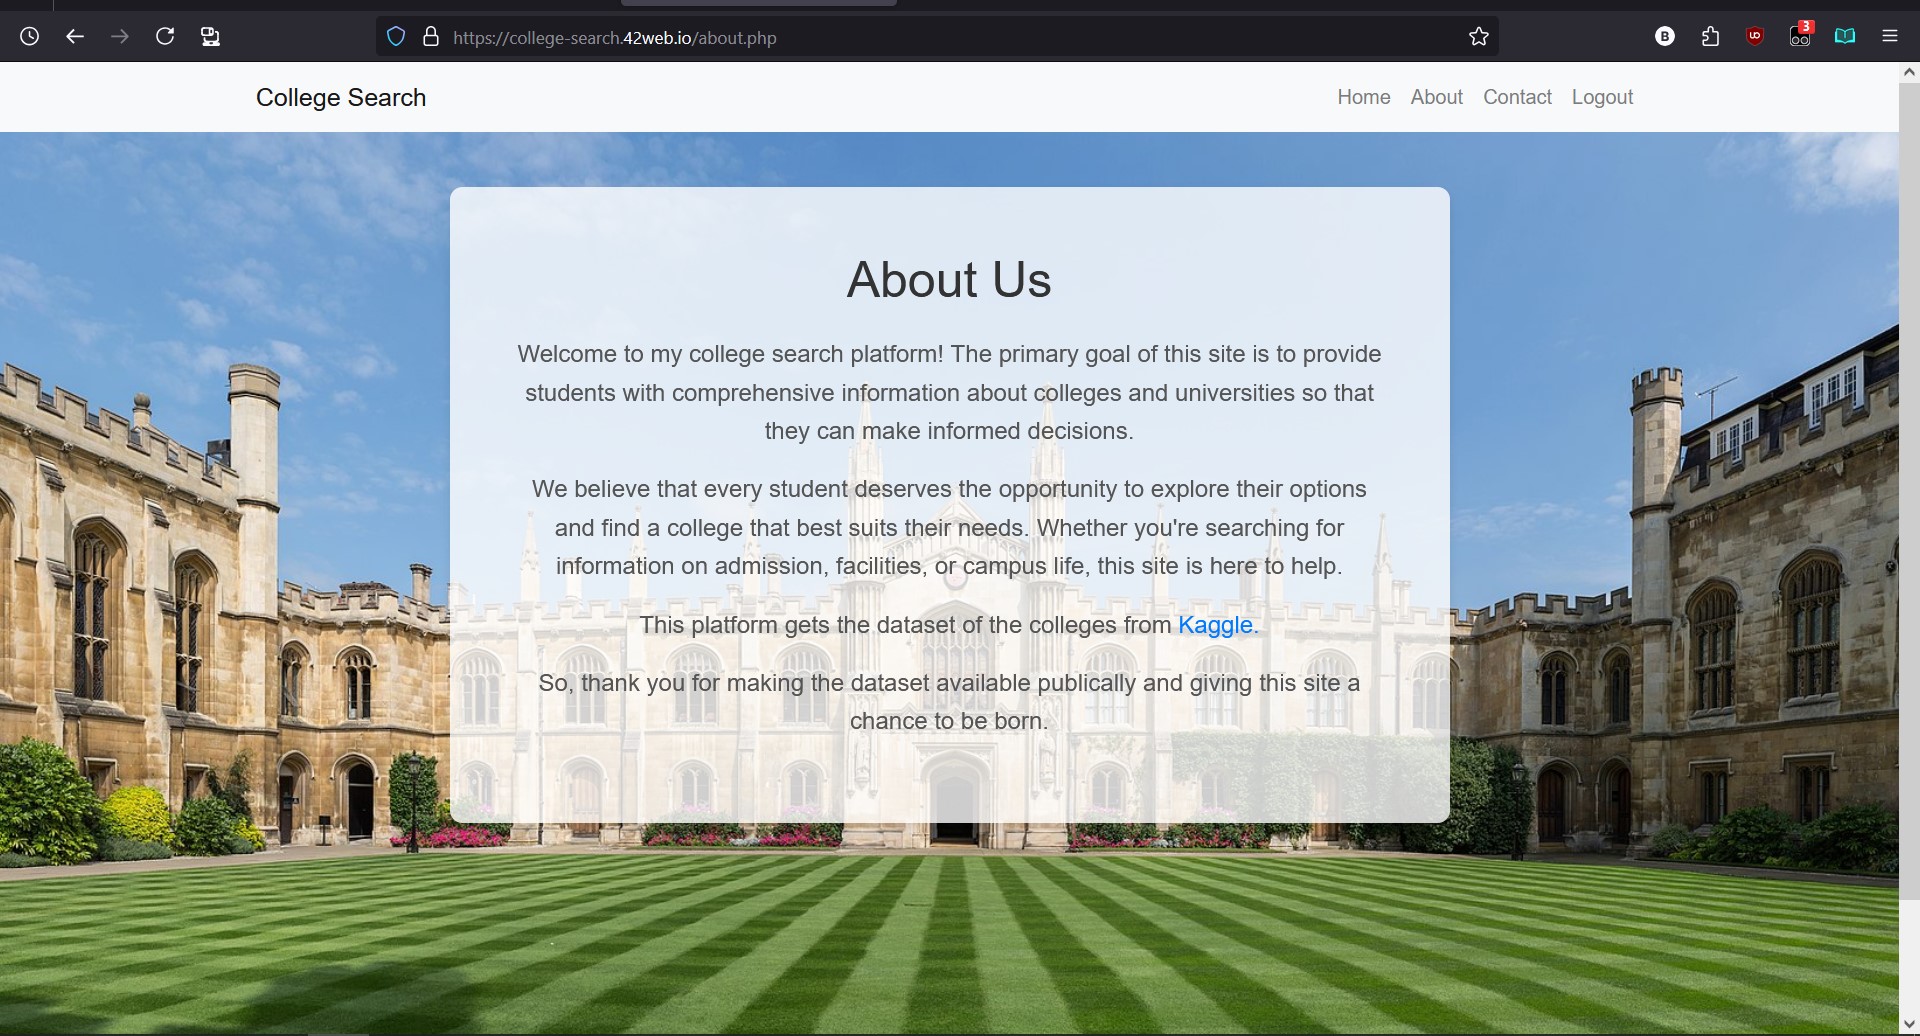 https://college-search.42web.io/about.php
B
3
College Search
Home About Contact Logout
About Us
Welcome to my college search platform! The primary goal of this site is to provide
students with comprehensive information about colleges and universities so that
they can make informed decisions.
We believe that every student deserves the opportunity to explore their options
and find a college that best suits their needs. Whether you're searching for
information on admission, facilities, or campus life, this site is here to help.
This platform gets the dataset of the colleges from Kaggle.
So, thank you for making the dataset available publically and giving this site a
chance to be born.